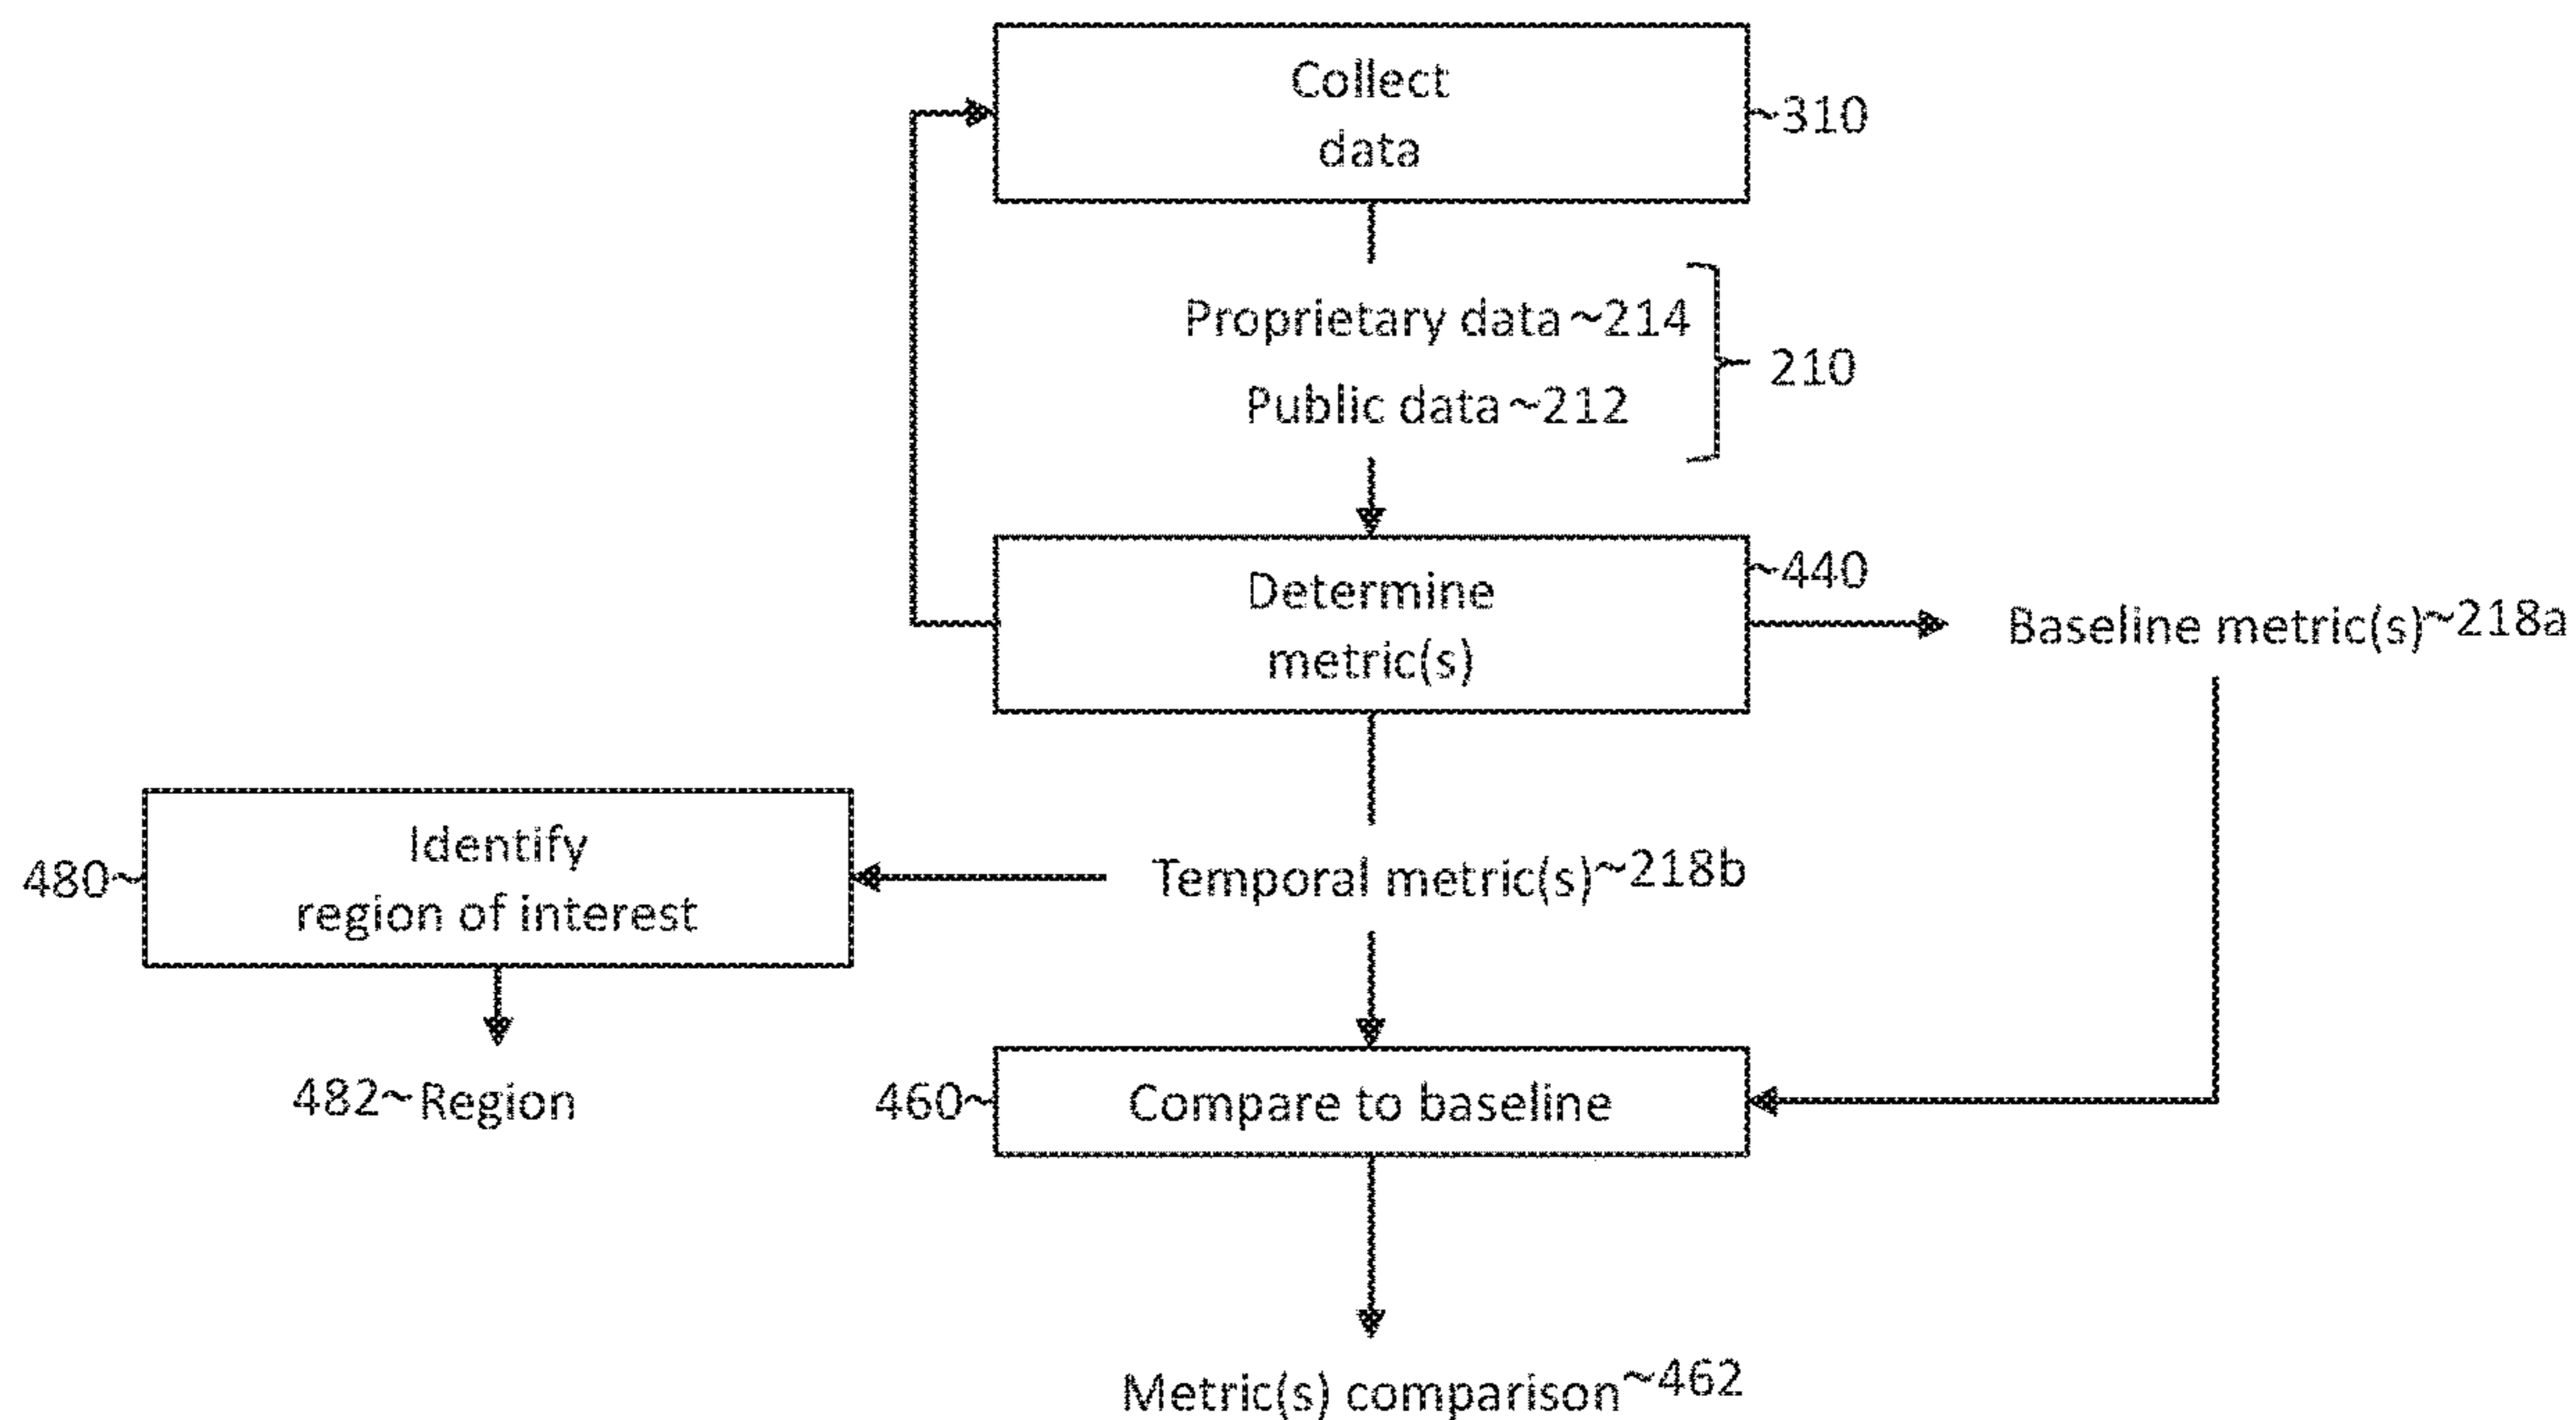 Collect
data
~310
Proprietary data~214
Public data~212
210
Determine
metric(s)
~440
Baseline metric(s)~218a
Identify
region of interest
480~
Temporal metric(s)~218b
482~Region
460~
Compare to baseline
Metric(s) comparison~462